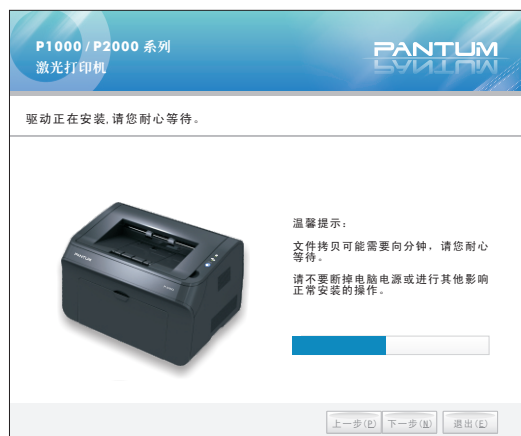 P1000 / P2000 系列
激光打印机
PANTUM
驱动正在安装,请您耐心等待。
温馨提示：
文件拷贝可能需要向分钟，请您耐心
等待。
请不要断掉电脑电源或进行其他影响
正常安装的操作。
PANTUM
上一步(P) 下一步(N) 退出(E)